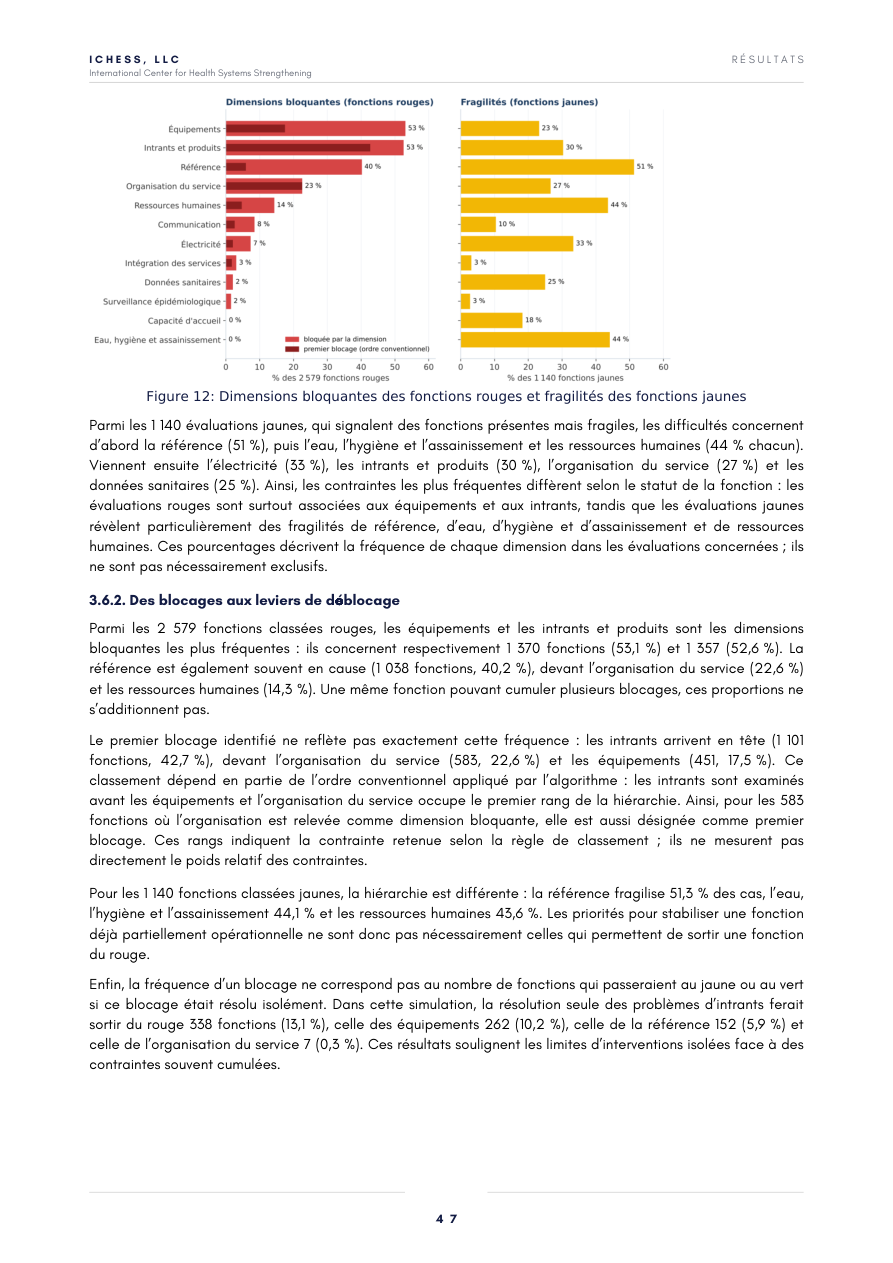 ICHESS, LLC
International Center for Health Systems Strengthening
RÉSULTATS
Dimensions bloquantes (fonctions rouges)
Équipements 53 %
Intrants et produits 53 %
Référence 40 %
Organisation du service 23 %
Ressources humaines 14 %
Communication 8 %
Électricité 7 %
Intégration des services 3 %
Données sanitaires 2 %
Surveillance épidémiologique 2 %
Capacité d'accueil 0 %
Eau, hygiène et assainissement 0 %
bloquée par la dimension
premier blocage (ordre conventionnel)
0 10 20 30 40 50 60
% des 2 579 fonctions rouges
Fragilités (fonctions jaunes)
23 %
30 %
51 %
27 %
44 %
10 %
33 %
3 %
25 %
3 %
18 %
44 %
0 10 20 30 40 50 60
% des 1 140 fonctions jaunes
Figure 12: Dimensions bloquantes des fonctions rouges et fragilités des fonctions jaunes
Parmi les 1 140 évaluations jaunes, qui signalent des fonctions présentes mais fragiles, les difficultés concernent
d’abord la référence (51 %), puis l’eau, l’hygiène et l’assainissement et les ressources humaines (44 % chacun).
Viennent ensuite l’électricité (33 %), les intrants et produits (30 %), l’organisation du service (27 %) et les
données sanitaires (25 %). Ainsi, les contraintes les plus fréquentes diffèrent selon le statut de la fonction : les
évaluations rouges sont surtout associées aux équipements et aux intrants, tandis que les évaluations jaunes
révèlent particulièrement des fragilités de référence, d’eau, d’hygiène et d’assainissement et de ressources
humaines. Ces pourcentages décrivent la fréquence de chaque dimension dans les évaluations concernées ; ils
ne sont pas nécessairement exclusifs.
3.6.2. Des blocages aux leviers de déblocage
Parmi les 2 579 fonctions classées rouges, les équipements et les intrants et produits sont les dimensions
bloquantes les plus fréquentes : ils concernent respectivement 1 370 fonctions (53,1 %) et 1 357 (52,6 %). La
référence est également souvent en cause (1 038 fonctions, 40,2 %), devant l’organisation du service (22,6 %)
et les ressources humaines (14,3 %). Une même fonction pouvant cumuler plusieurs blocages, ces proportions ne
s’additionnent pas.
Le premier blocage identifié ne reflète pas exactement cette fréquence : les intrants arrivent en tête (1 101
fonctions, 42,7 %), devant l’organisation du service (583, 22,6 %) et les équipements (451, 17,5 %). Ce
classement dépend en partie de l’ordre conventionnel appliqué par l’algorithme : les intrants sont examinés
avant les équipements et l’organisation du service occupe le premier rang de la hiérarchie. Ainsi, pour les 583
fonctions où l’organisation est relevée comme dimension bloquante, elle est aussi désignée comme premier
blocage. Ces rangs indiquent la contrainte retenue selon la règle de classement ; ils ne mesurent pas
directement le poids relatif des contraintes.
Pour les 1 140 fonctions classées jaunes, la hiérarchie est différente : la référence fragilise 51,3 % des cas, l’eau,
l’hygiène et l’assainissement 44,1 % et les ressources humaines 43,6 %. Les priorités pour stabiliser une fonction
déjà partiellement opérationnelle ne sont donc pas nécessairement celles qui permettent de sortir une fonction
du rouge.
Enfin, la fréquence d’un blocage ne correspond pas au nombre de fonctions qui passeraient au jaune ou au vert
si ce blocage était résolu isolément. Dans cette simulation, la résolution seule des problèmes d’intrants ferait
sortir du rouge 338 fonctions (13,1 %), celle des équipements 262 (10,2 %), celle de la référence 152 (5,9 %) et
celle de l’organisation du service 7 (0,3 %). Ces résultats soulignent les limites d’interventions isolées face à des
contraintes souvent cumulées.
47